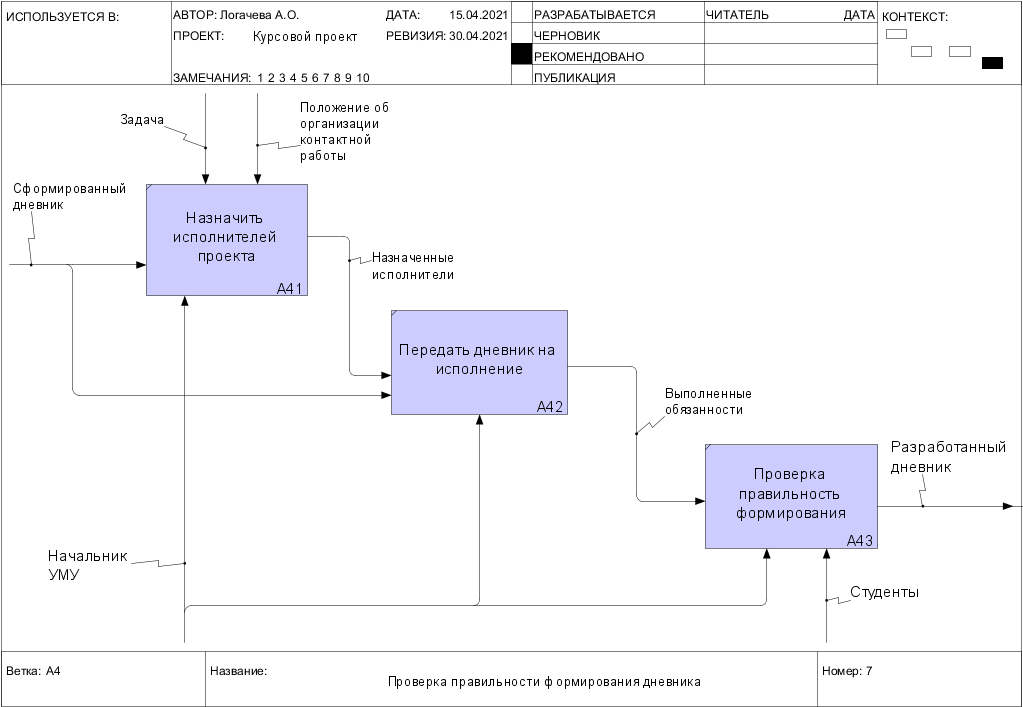 ИСПОЛЬЗУЕТСЯ В:
АВТОР: Логачева А.О.
ДАТА: 15.04.2021
ПРОЕКТ: Курсовой проект
РЕВИЗИЯ: 30.04.2021
ЗАМЕЧАНИЯ: 1 2 3 4 5 6 7 8 9 10
РАЗРАБАТЫВАЕТСЯ
ЧЕРНОВИК
РЕКОМЕНДОВАНО
ПУБЛИКАЦИЯ
ЧИТАТЕЛЬ
ДАТА
КОНТЕКСТ:
Задача
Положение об
организации
контактной
работы
Сформированный
дневник
Назначить
исполнителей
проекта
A41
Назначенные
исполнители
Передать дневник на
исполнение
A42
Выполненные
обязанности
Проверка
правильность
формирования
A43
Разработанный
дневник
Начальник
УМУ
Студенты
Ветка: A4
Название:
Проверка правильности формирования дневника
Номер: 7